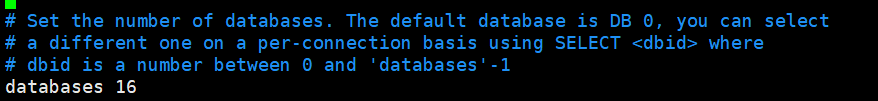 # Set the number of databases. The default database is DB 0, you can select
# a different one on a per-connection basis using SELECT <dbid> where
# dbid is a number between 0 and 'databases'-1
databases 16